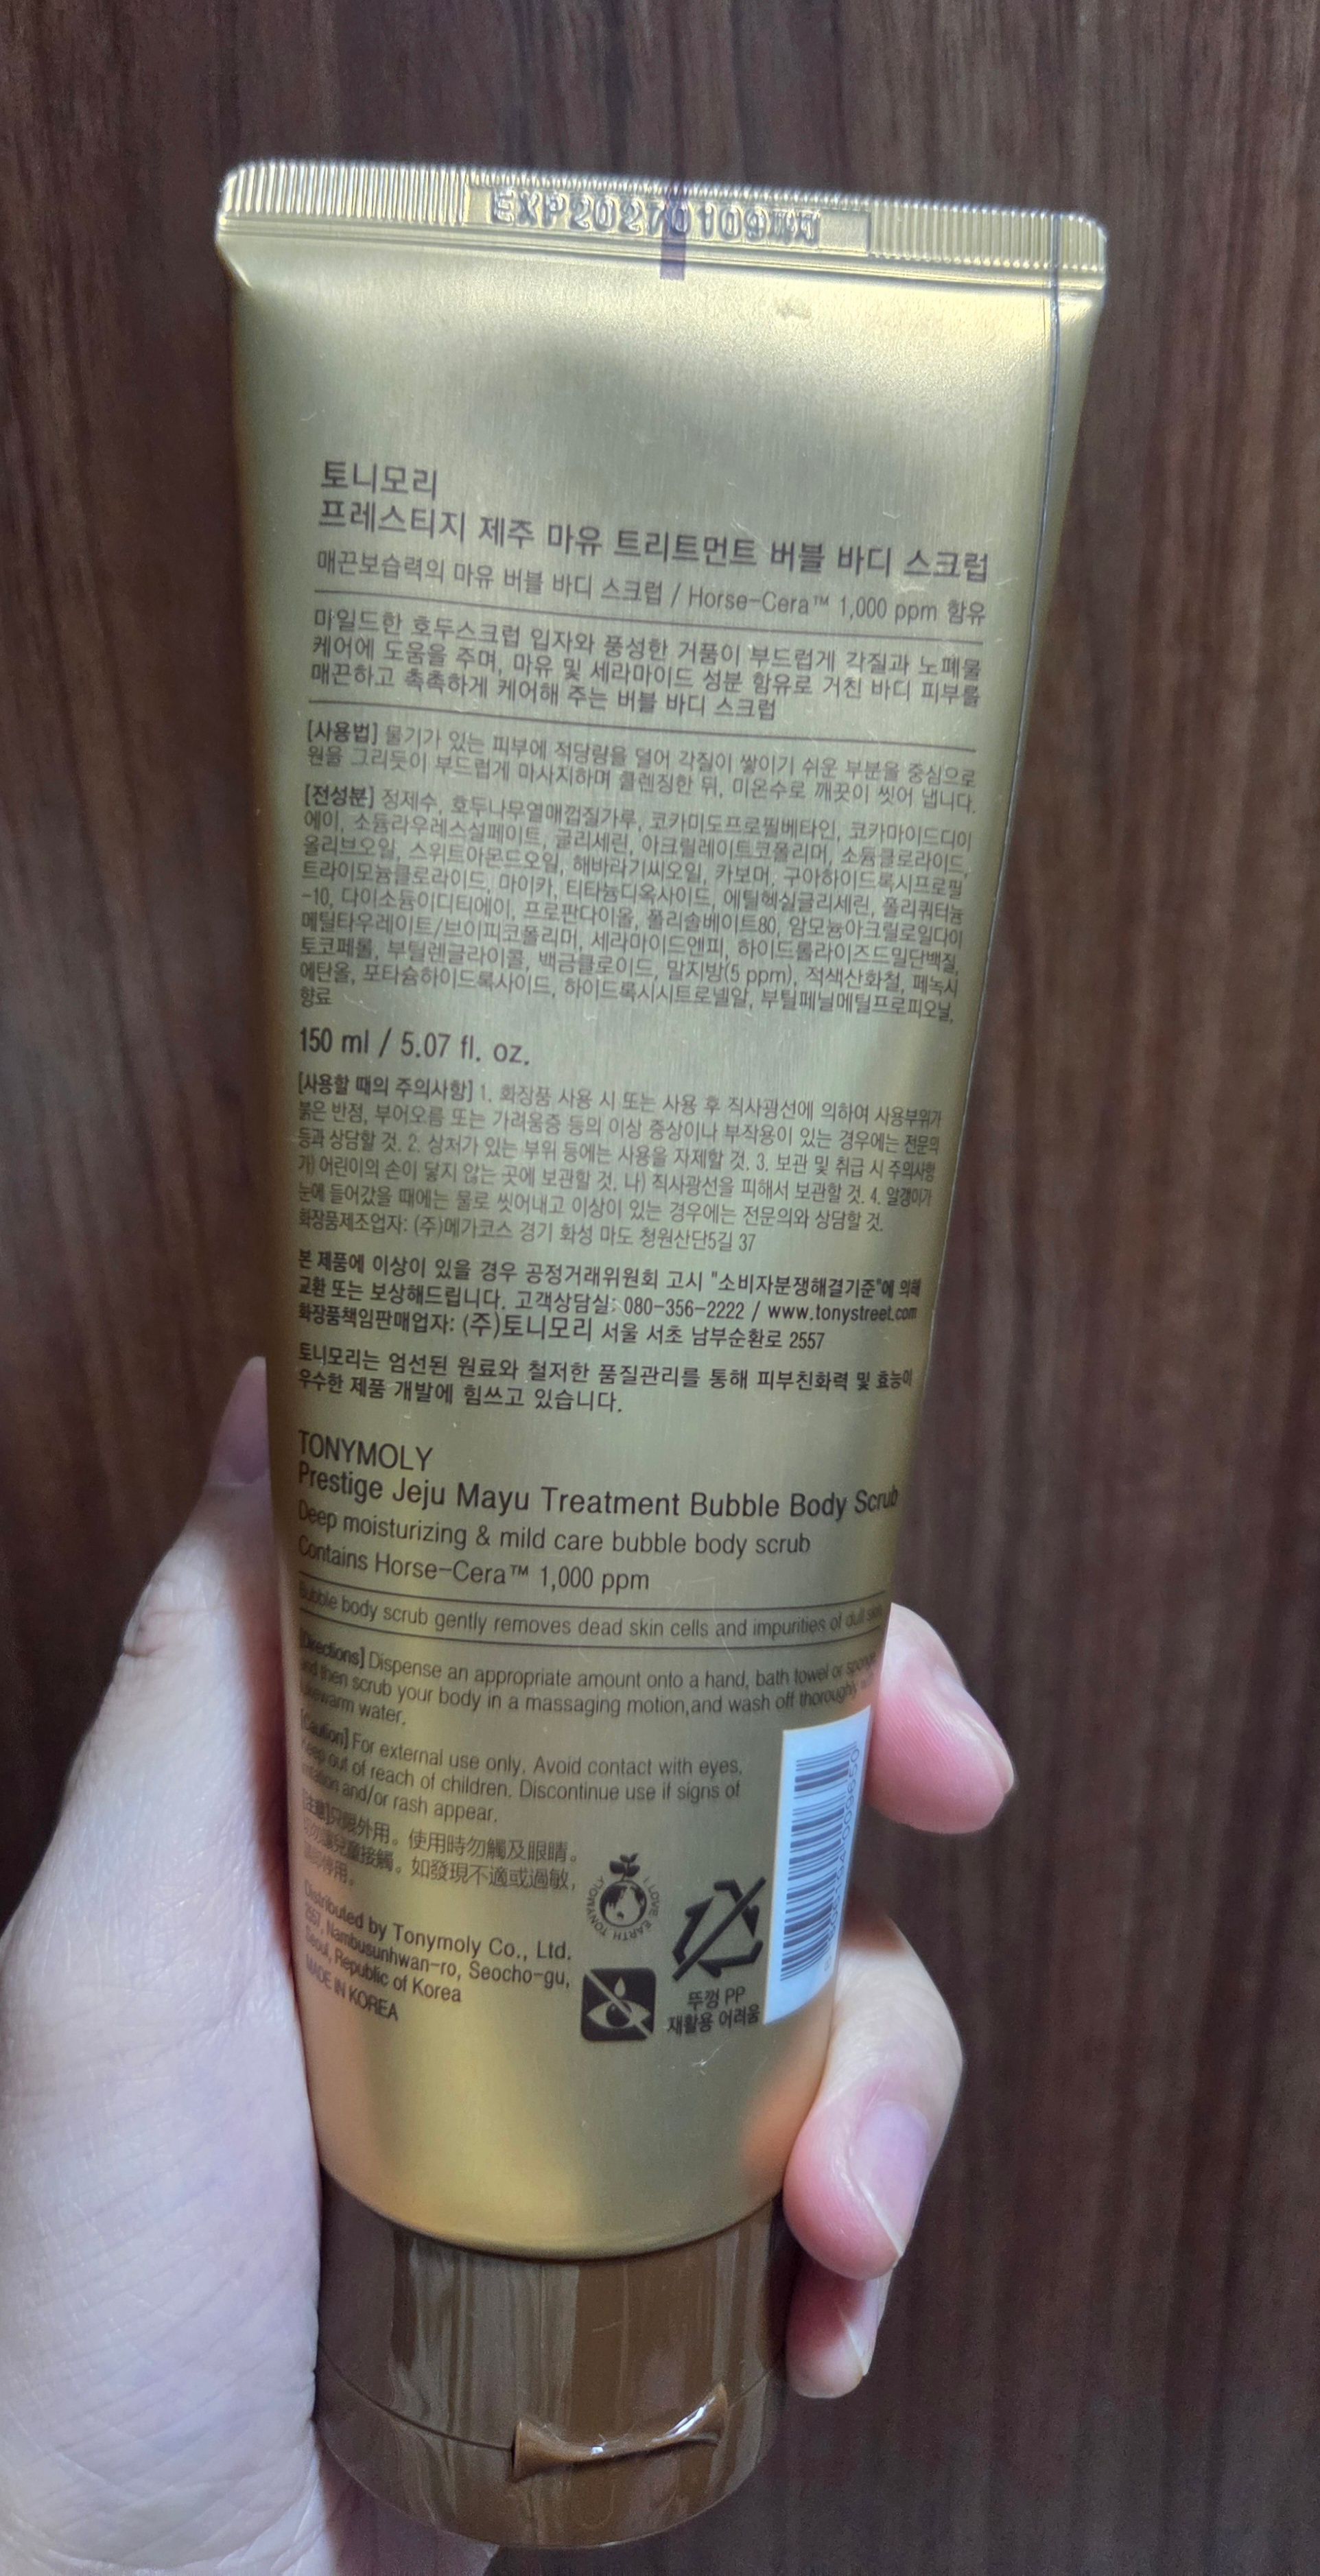 EXP20270109
토니모리
프레스티지 제주 마유 트리트먼트 버블 바디 스크럽
매끈보습력의 마유 버블 바디 스크럽 / Horse-Cera™ 1,000 ppm 함유
마일드한 호두스크럽 입자와 풍성한 거품이 부드럽게 각질과 노폐물
케어에 도움을 주며, 마유 및 세라마이드 성분 함유로 거친 바디 피부를
매끈하고 촉촉하게 케어해 주는 버블 바디 스크럽
[사용법] 물기가 있는 피부에 적당량을 덜어 각질이 쌓이기 쉬운 부분을 중심으로
원을 그리듯이 부드럽게 마사지하며 클렌징한 뒤, 미온수로 깨끗이 씻어 냅니다.
[전성분] 정제수, 호두나무열매껍질가루, 코카미도프로필베타인, 코카마이드디이
에이, 소듐라우레스설페이트, 글리세린, 아크릴레이트코폴리머, 소듐클로라이드,
올리브오일, 스위트아몬드오일, 해바라기씨오일, 카보머, 구아하이드록시프로필
트라이모늄클로라이드, 마이카, 티타늄디옥사이드, 에틸헥실글리세린, 폴리쿼터늄
-10, 다이소듐이디티에이, 프로판다이올, 폴리솔베이트80, 암모늄아크릴로일다이
메틸타우레이트/브이피코폴리머, 세라마이드엔피, 하이드롤라이즈드밀단백질,
토코페롤, 부틸렌글라이콜, 백금콜로이드, 말지방(5 ppm), 적색산화철, 페녹시
에탄올, 포타슘하이드록사이드, 하이드록시시트로넬알, 부틸페닐메틸프로피오날,
향료
150 ml / 5.07 fl. oz.
[사용할 때의 주의사항] 1. 화장품 사용 시 또는 사용 후 직사광선에 의하여 사용부위가
붉은 반점, 부어오름 또는 가려움증 등의 이상 증상이나 부작용이 있는 경우에는 전문의
등과 상담할 것. 2. 상처가 있는 부위 등에는 사용을 자제할 것. 3. 보관 및 취급 시 주의사항
가) 어린이의 손이 닿지 않는 곳에 보관할 것. 나) 직사광선을 피해서 보관할 것. 4. 알갱이가
눈에 들어갔을 때에는 물로 씻어내고 이상이 있는 경우에는 전문의와 상담할 것.
화장품제조업자: (주)메가코스 경기 화성 마도 청원산단5길 37
본 제품에 이상이 있을 경우 공정거래위원회 고시 "소비자분쟁해결기준"에 의해
교환 또는 보상해드립니다. 고객상담실: 080-356-2222 / www.tonystreet.com
화장품책임판매업자: (주)토니모리 서울 서초 남부순환로 2557
토니모리는 엄선된 원료와 철저한 품질관리를 통해 피부친화력 및 효능이
우수한 제품 개발에 힘쓰고 있습니다.
TONYMOLY
Prestige Jeju Mayu Treatment Bubble Body Scrub
Deep moisturizing & mild care bubble body scrub
Contains Horse-Cera™ 1,000 ppm
Bubble body scrub gently removes dead skin cells and impurities of dull skin.
[Directions] Dispense an appropriate amount onto a hand, bath towel or sponge,
and then scrub your body in a massaging motion,and wash off thoroughly
lukewarm water.
[Caution] For external use only. Avoid contact with eyes.
Keep out of reach of children. Discontinue use if signs of
irritation and/or rash appear.
[注意]只限外用。使用時勿觸及眼睛。
兒童接觸。如發現不適或過敏,
停用。
Distributed by Tonymoly Co., Ltd.
2557, Nambusunhwan-ro, Seocho-gu,
Seoul, Republic of Korea
MADE IN KOREA
TONYMOLY I LOVE EARTH
뚜껑 PP
재활용 어려움